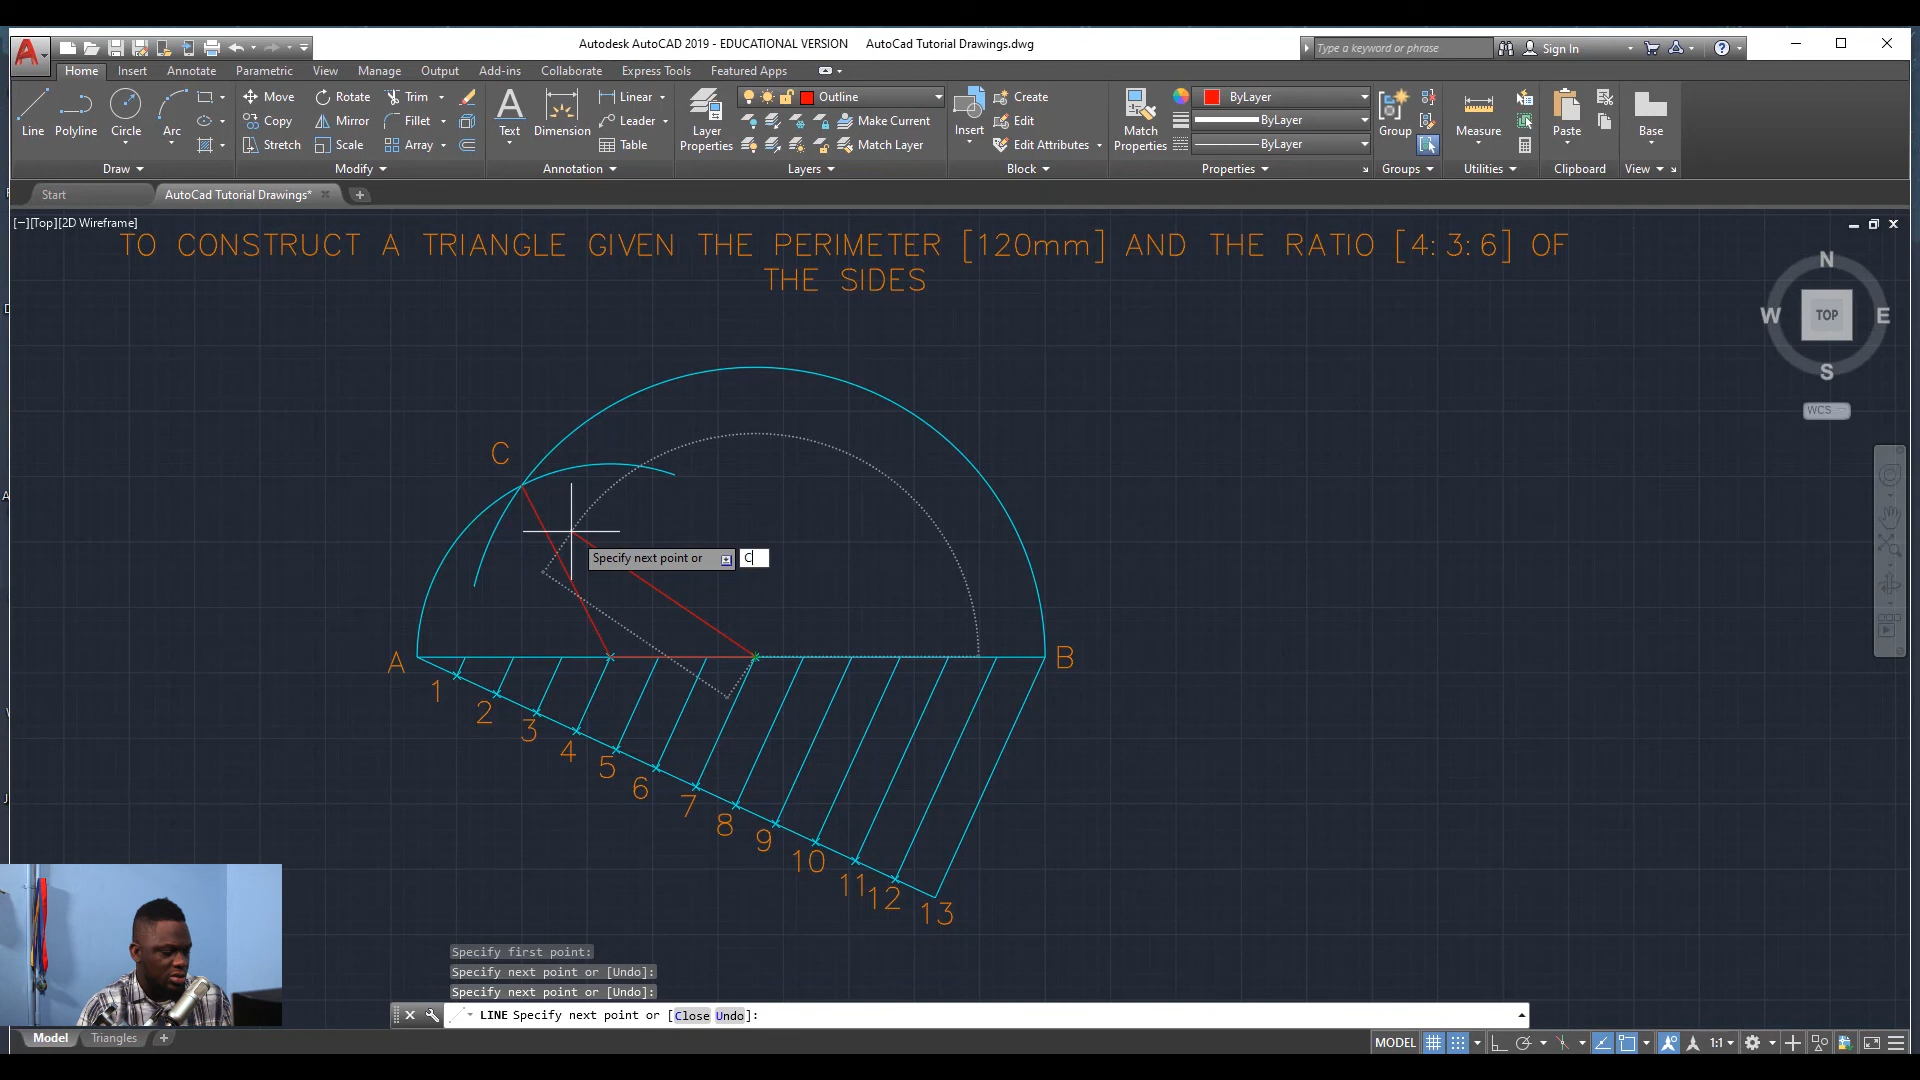 Autodesk AutoCAD 2019 - EDUCATIONAL VERSION AutoCad Tutorial Drawings.dwg
Type a keyword or phrase
Sign In
Home Insert Annotate Parametric View Manage Output Add-ins Collaborate Express Tools Featured Apps
Line Polyline Circle Arc
Move Rotate Trim
Copy Mirror Fillet
Stretch Scale Array
Text Dimension
Linear
Leader
Table
Layer Properties
Outline
Make Current
Match Layer
Insert
Create
Edit
Edit Attributes
Match Properties
ByLayer
ByLayer
ByLayer
Group Measure Paste Base
Draw Modify Annotation Layers Block Properties Groups Utilities Clipboard View
Start AutoCad Tutorial Drawings*
[−][Top][2D Wireframe]
TO CONSTRUCT A TRIANGLE GIVEN THE PERIMETER [120mm] AND THE RATIO [4:3:6] OF
THE SIDES
N
W TOP E
S
WCS
C
Specify next point or C
A B
1
2
3
4
5
6
7
8
9
10
11
12
13
Specify first point:
Specify next point or [Undo]:
Specify next point or [Undo]:
LINE Specify next point or [Close Undo]:
Model Triangles
MODEL 1:1